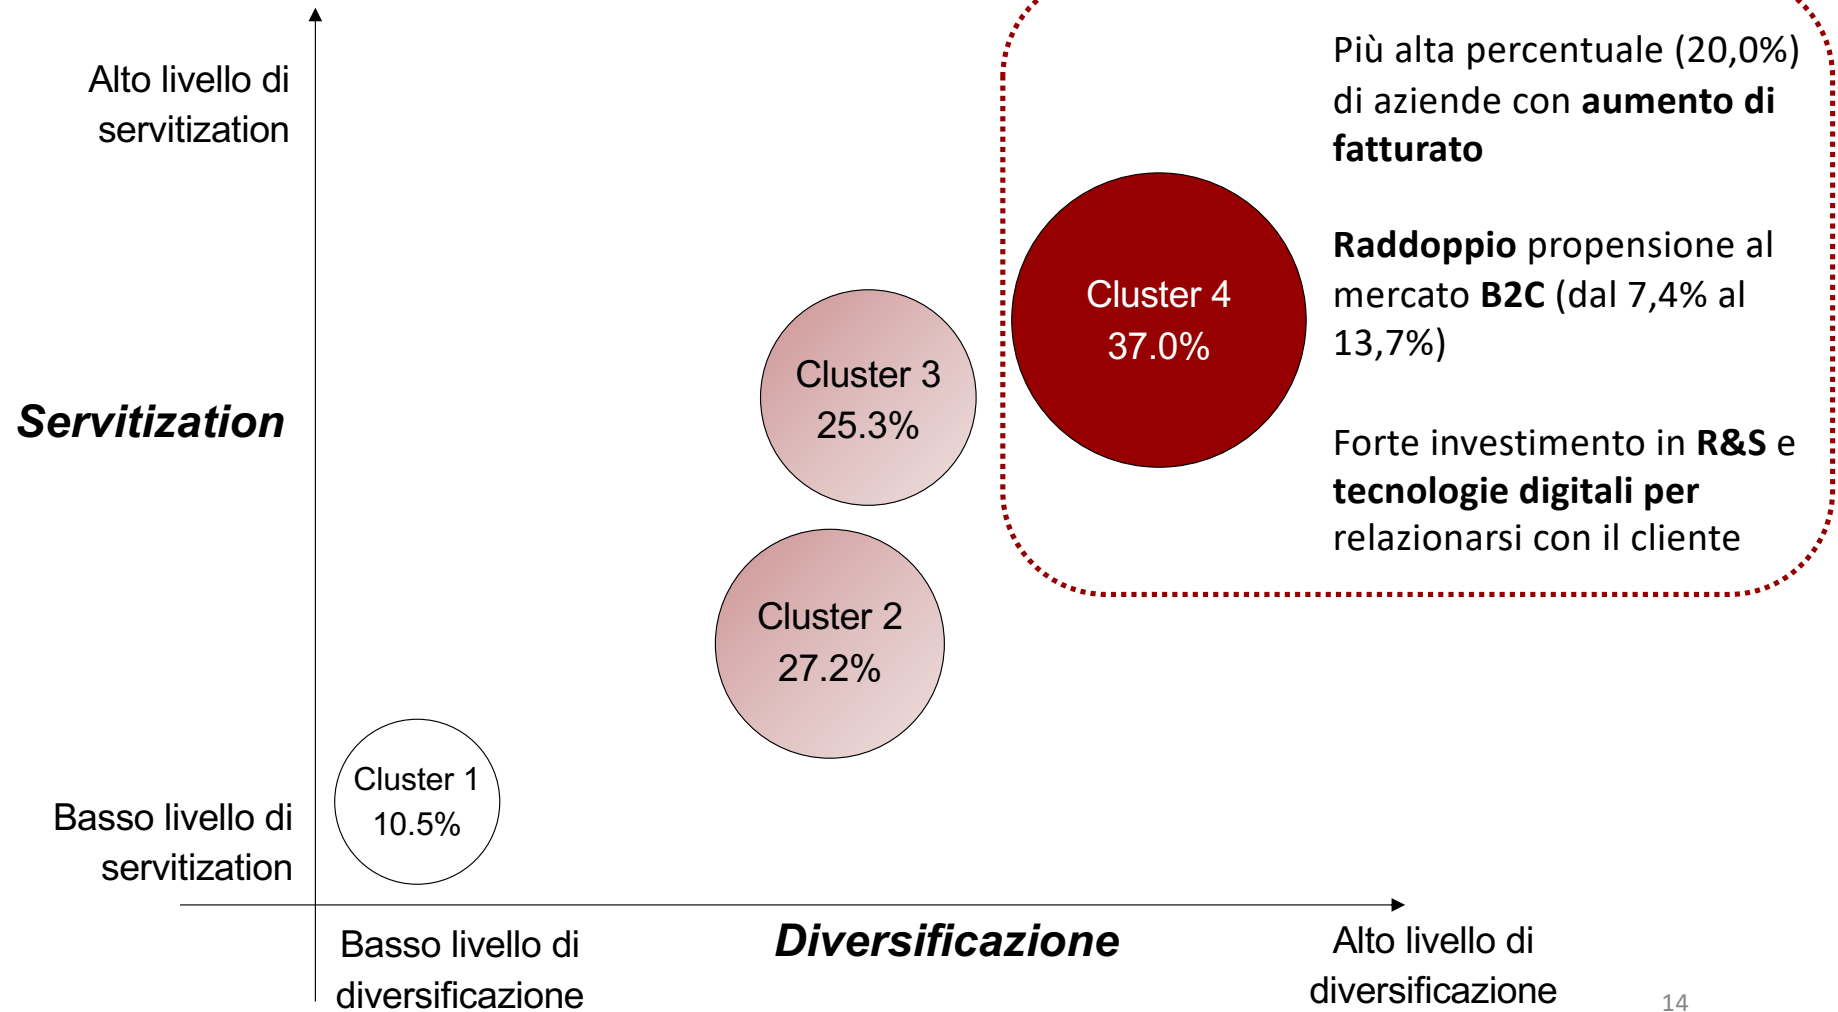 Alto livello di
servitization
Più alta percentuale (20,0%)
di aziende con aumento di
fatturato
Raddoppio propensione al
mercato B2C (dal 7,4% al
13,7%)
Forte investimento in R&S e
tecnologie digitali per
relazionarsi con il cliente
Cluster 4
37.0%
Cluster 3
25.3%
Servitization
Cluster 2
27.2%
Cluster 1
10.5%
Basso livello di
servitization
Basso livello di
diversificazione
Diversificazione
Alto livello di
diversificazione
14